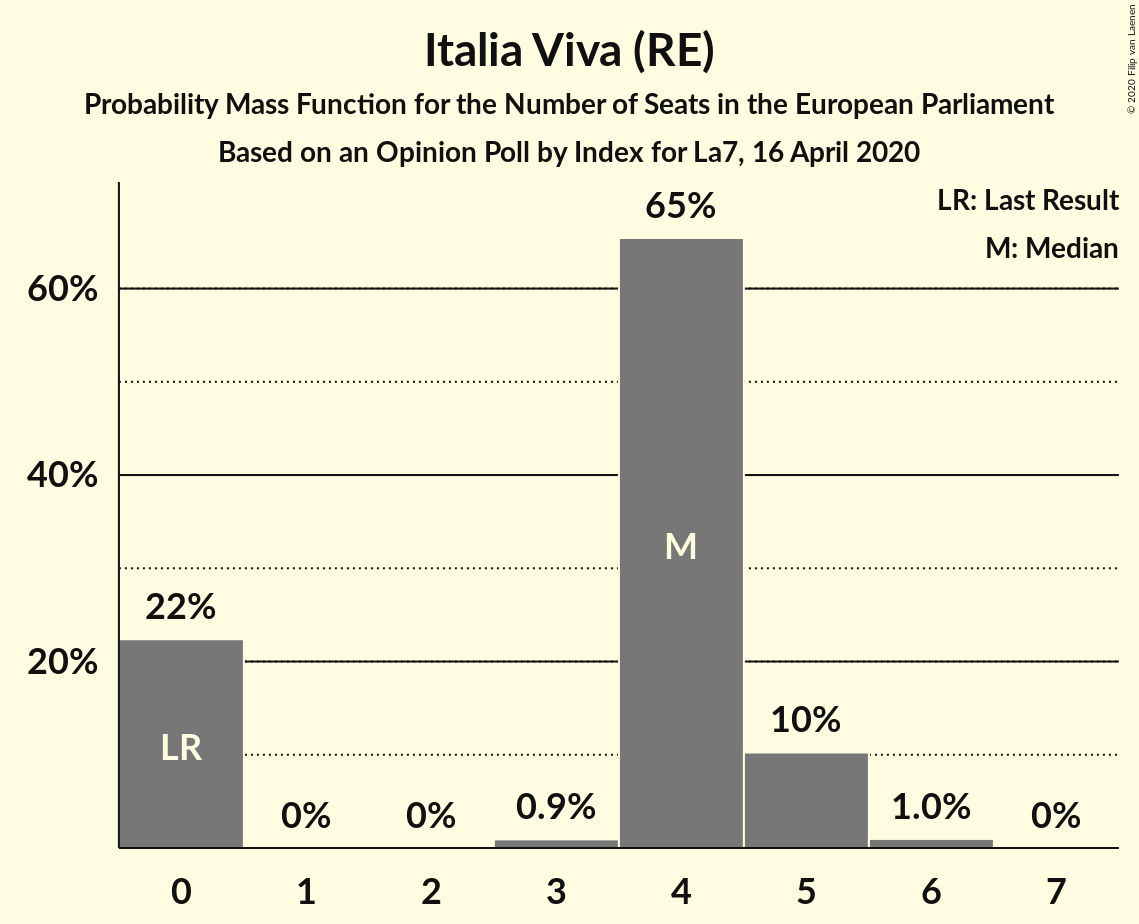 Italia Viva (RE)
Probability Mass Function for the Number of Seats in the European Parliament
Based on an Opinion Poll by Index for La7, 16 April 2020
© 2020 Filip van Laenen
LR: Last Result
M: Median
65%
60%
40%
M
22%
20%
LR
10%
0%
0%
0.9%
1.0%
0%
0 1 2 3 4 5 6 7